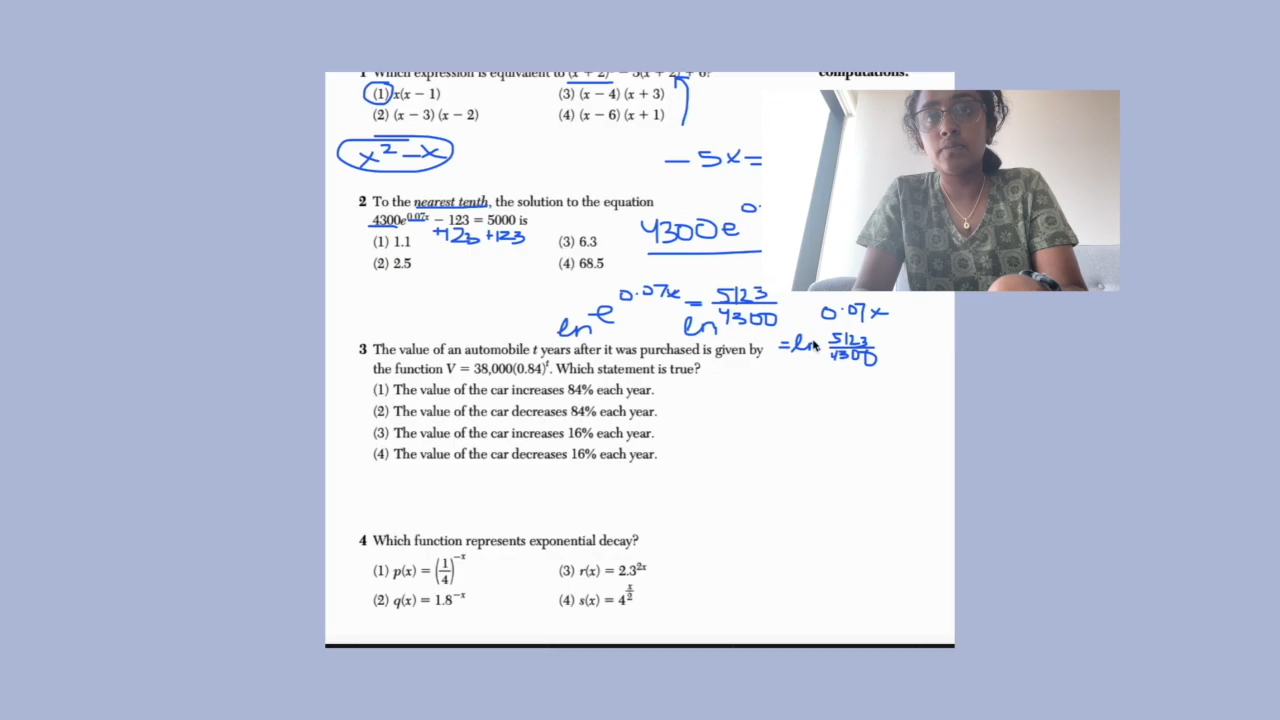 1 Which expression is equivalent to (x + 2)² − 5(x + 2) + 6?
computations.
(1) x(x − 1)
(3) (x − 4) (x + 3)
(2) (x − 3) (x − 2)
(4) (x − 6) (x + 1)
x² − x
− 5x =
2 To the nearest tenth, the solution to the equation
4300e^0.07x − 123 = 5000 is
+123 +123
4300e^0.
(1) 1.1
(3) 6.3
(2) 2.5
(4) 68.5
ln e^0.07x = ln 5123/4300
0.07x
= ln 5123/4300
3 The value of an automobile t years after it was purchased is given by
the function V = 38,000(0.84)^t. Which statement is true?
(1) The value of the car increases 84% each year.
(2) The value of the car decreases 84% each year.
(3) The value of the car increases 16% each year.
(4) The value of the car decreases 16% each year.
4 Which function represents exponential decay?
(1) p(x) = (1/4)^−x
(3) r(x) = 2.3^2x
(2) q(x) = 1.8^−x
(4) s(x) = 4^x/2